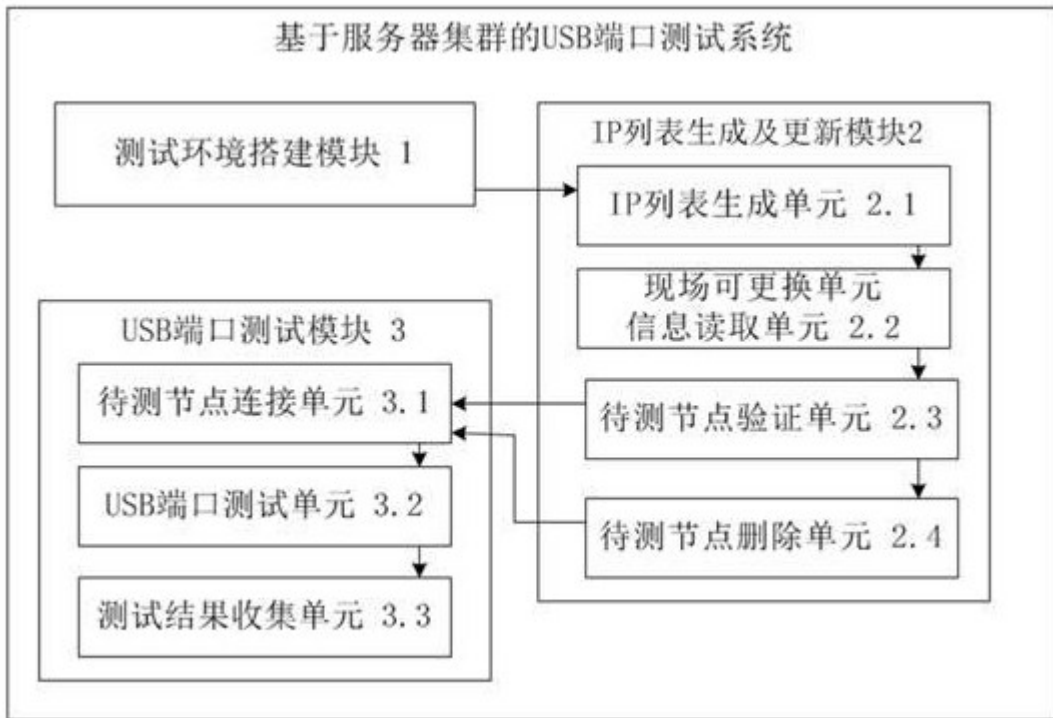 基于服务器集群的USB端口测试系统
测试环境搭建模块 1
IP列表生成及更新模块2
IP列表生成单元 2.1
现场可更换单元
信息读取单元 2.2
待测节点验证单元 2.3
待测节点删除单元 2.4
USB端口测试模块 3
待测节点连接单元 3.1
USB端口测试单元 3.2
测试结果收集单元 3.3